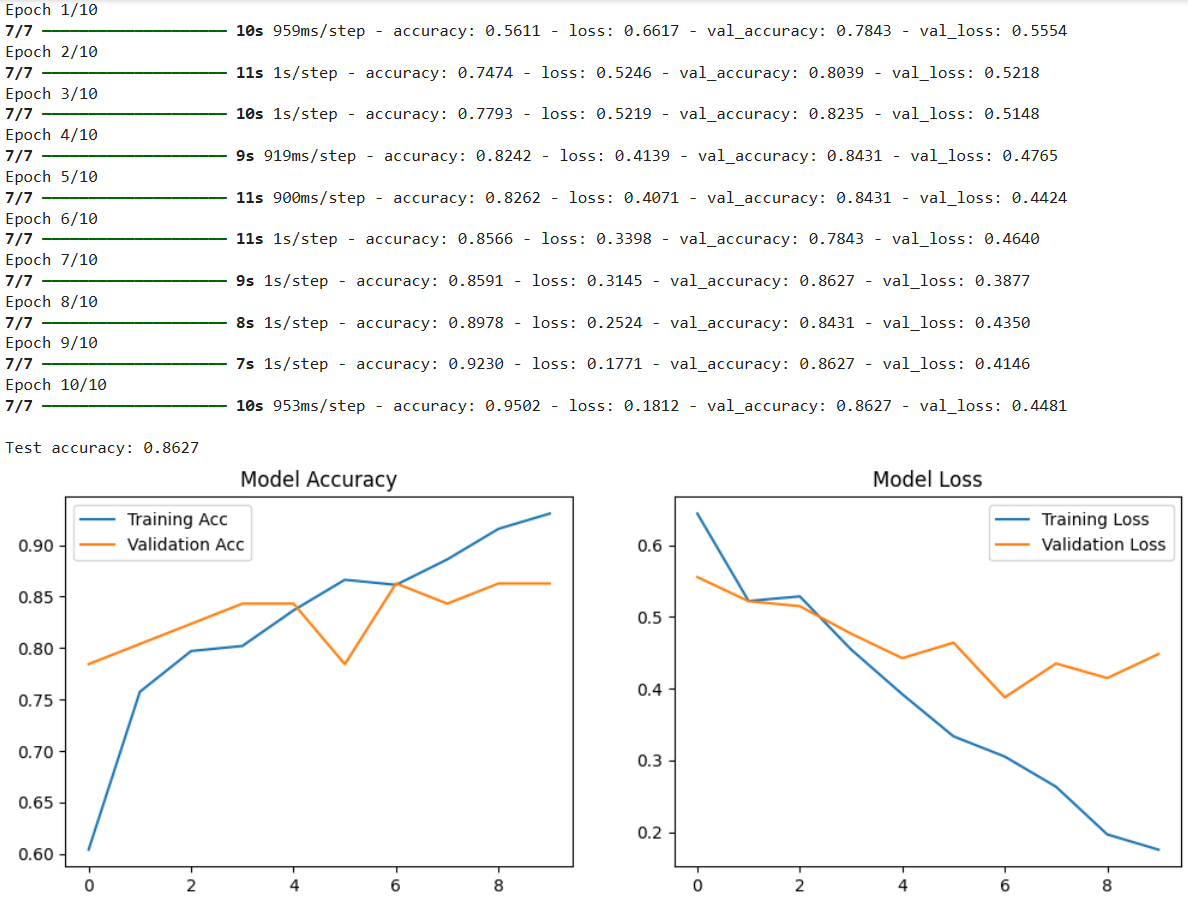 Epoch 1/10
7/7 ━━━━━━━━━━━━━━━━━━━━ 10s 959ms/step - accuracy: 0.5611 - loss: 0.6617 - val_accuracy: 0.7843 - val_loss: 0.5554
Epoch 2/10
7/7 ━━━━━━━━━━━━━━━━━━━━ 11s 1s/step - accuracy: 0.7474 - loss: 0.5246 - val_accuracy: 0.8039 - val_loss: 0.5218
Epoch 3/10
7/7 ━━━━━━━━━━━━━━━━━━━━ 10s 1s/step - accuracy: 0.7793 - loss: 0.5219 - val_accuracy: 0.8235 - val_loss: 0.5148
Epoch 4/10
7/7 ━━━━━━━━━━━━━━━━━━━━ 9s 919ms/step - accuracy: 0.8242 - loss: 0.4139 - val_accuracy: 0.8431 - val_loss: 0.4765
Epoch 5/10
7/7 ━━━━━━━━━━━━━━━━━━━━ 11s 900ms/step - accuracy: 0.8262 - loss: 0.4071 - val_accuracy: 0.8431 - val_loss: 0.4424
Epoch 6/10
7/7 ━━━━━━━━━━━━━━━━━━━━ 11s 1s/step - accuracy: 0.8566 - loss: 0.3398 - val_accuracy: 0.7843 - val_loss: 0.4640
Epoch 7/10
7/7 ━━━━━━━━━━━━━━━━━━━━ 9s 1s/step - accuracy: 0.8591 - loss: 0.3145 - val_accuracy: 0.8627 - val_loss: 0.3877
Epoch 8/10
7/7 ━━━━━━━━━━━━━━━━━━━━ 8s 1s/step - accuracy: 0.8978 - loss: 0.2524 - val_accuracy: 0.8431 - val_loss: 0.4350
Epoch 9/10
7/7 ━━━━━━━━━━━━━━━━━━━━ 7s 1s/step - accuracy: 0.9230 - loss: 0.1771 - val_accuracy: 0.8627 - val_loss: 0.4146
Epoch 10/10
7/7 ━━━━━━━━━━━━━━━━━━━━ 10s 953ms/step - accuracy: 0.9502 - loss: 0.1812 - val_accuracy: 0.8627 - val_loss: 0.4481
Test accuracy: 0.8627
Model Accuracy
Training Acc
Validation Acc
0.90
0.85
0.80
0.75
0.70
0.65
0.60
0 2 4 6 8
Model Loss
Training Loss
Validation Loss
0.6
0.5
0.4
0.3
0.2
0 2 4 6 8